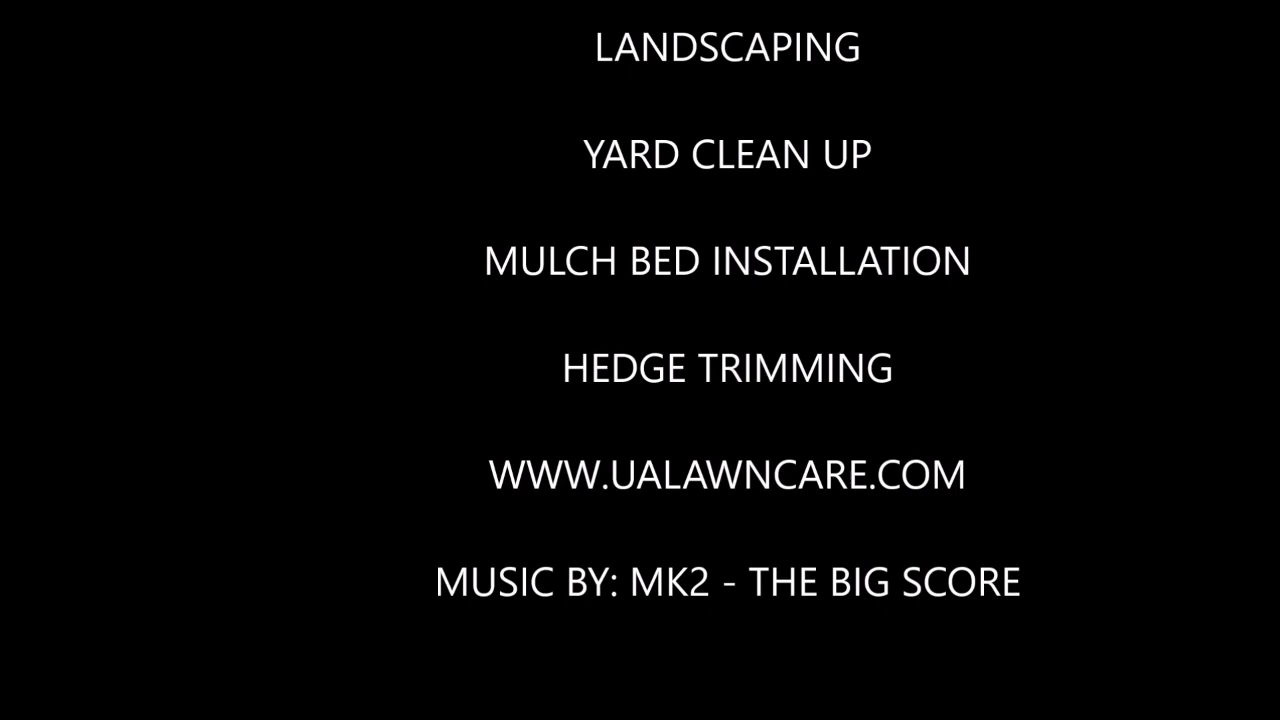 LANDSCAPING
YARD CLEAN UP
MULCH BED INSTALLATION
HEDGE TRIMMING
WWW.UALAWNCARE.COM
MUSIC BY: MK2 - THE BIG SCORE